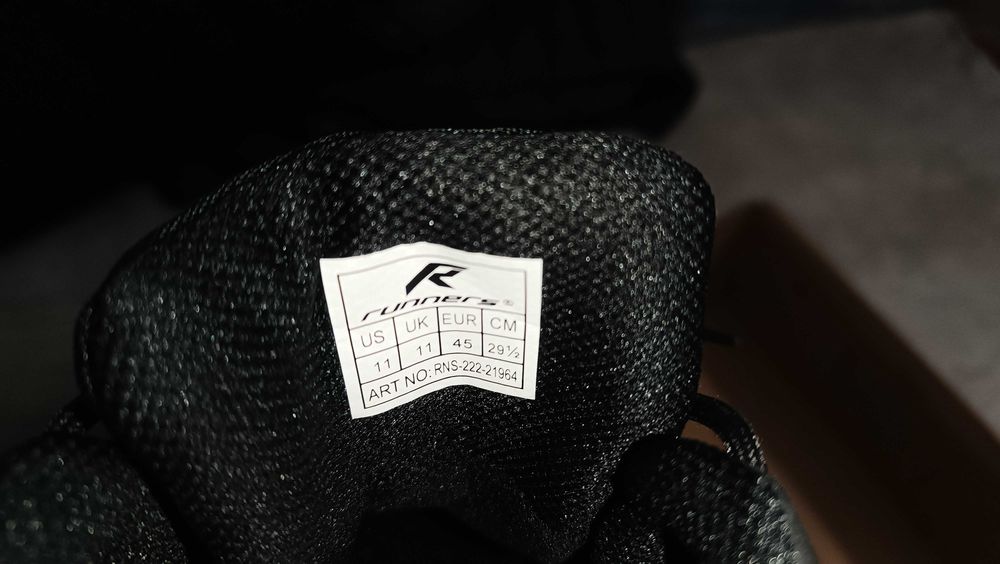 runners®
US UK EUR CM
11 11 45 29½
ART NO: RNS-222-21964